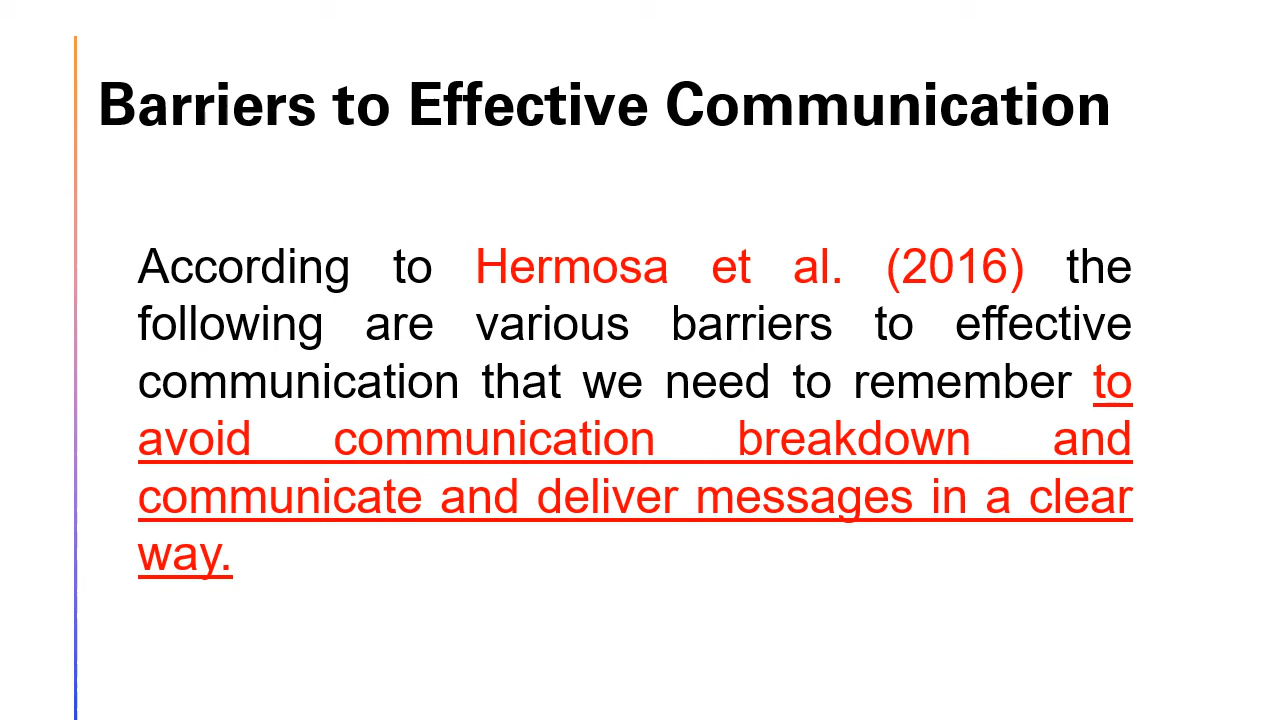 Barriers to Effective Communication
According to Hermosa et al. (2016) the
following are various barriers to effective
communication that we need to remember to
avoid communication breakdown and
communicate and deliver messages in a clear
way.